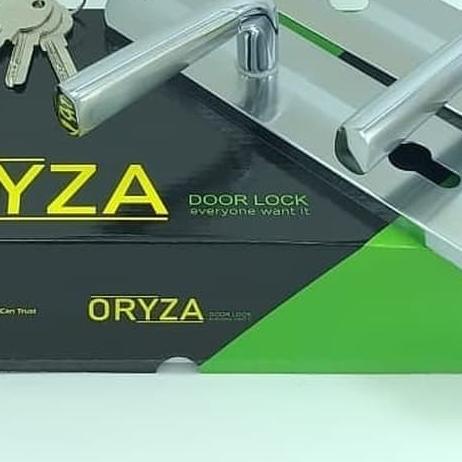 YZA
DOOR LOCK
everyone want it
Can Trust
ORYZA
DOOR LOCK